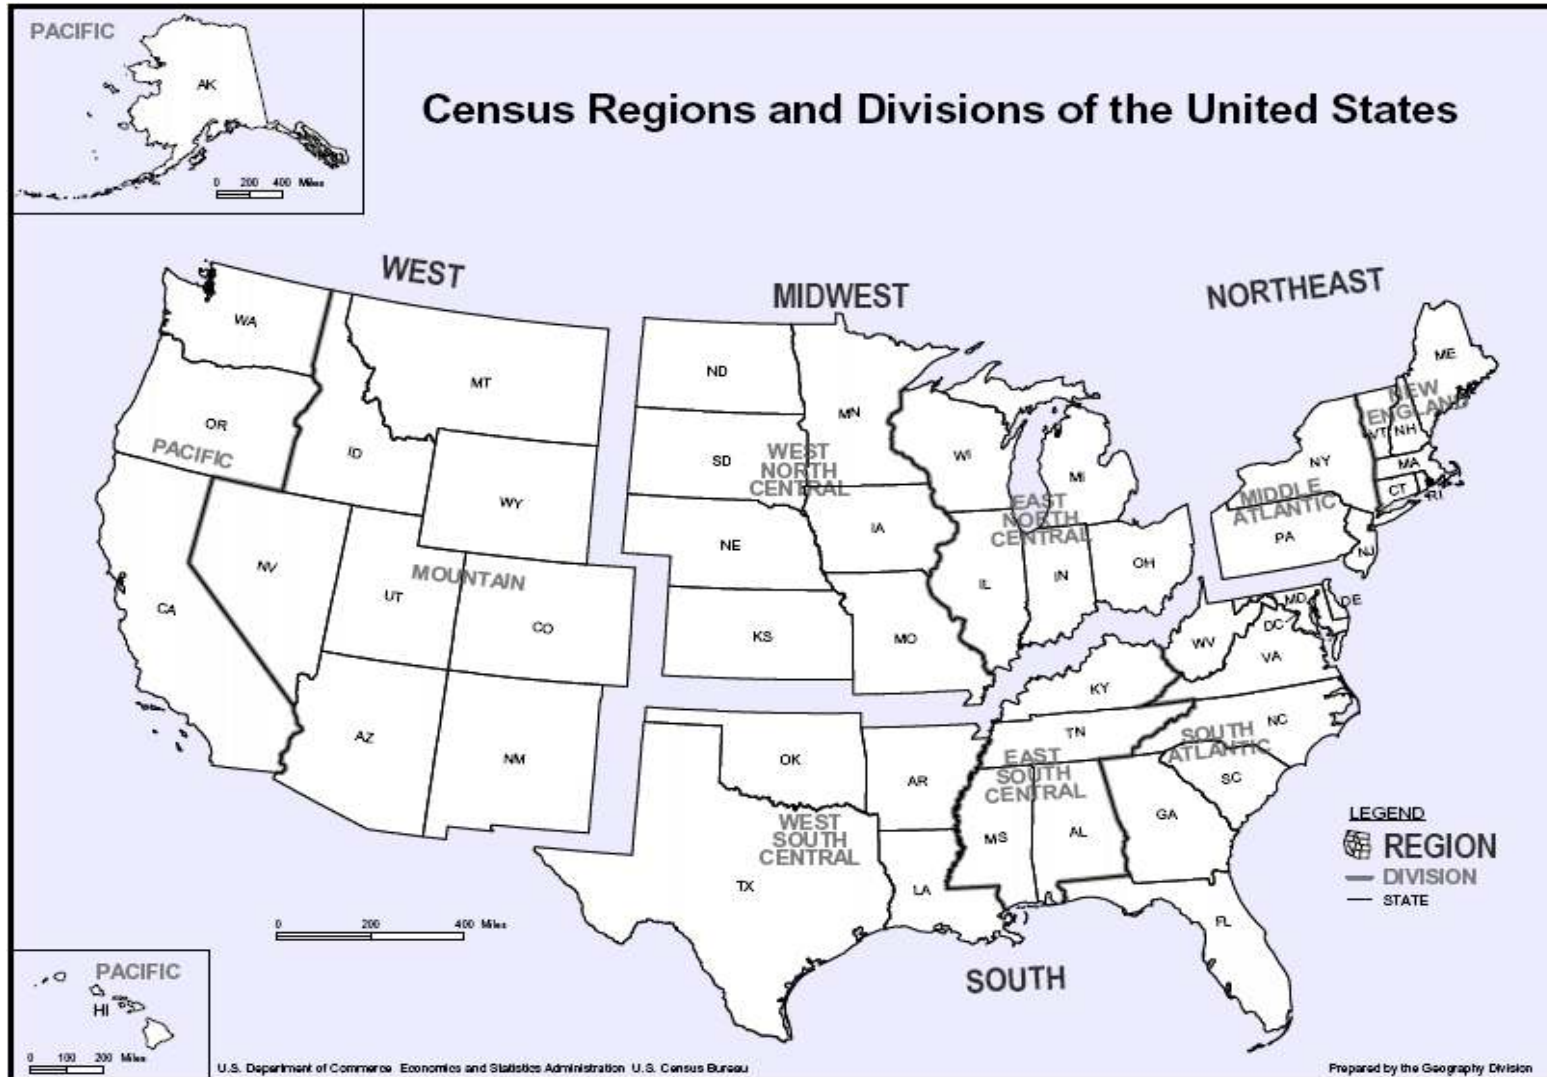 PACIFIC
AK
0 200 400 Miles
Census Regions and Divisions of the United States
WEST
MIDWEST
NORTHEAST
WA
MT
OR
PACIFIC
ID
WY
NV
MOUNTAIN
UT
CA
CO
AZ
NM
ND
MN
SD
WEST
NORTH
CENTRAL
NE
IA
KS
MO
WI
MI
EAST
NORTH
CENTRAL
IL
IN
OH
ME
NEW
ENGLAND
VT
NH
NY
MA
CT
RI
MIDDLE
ATLANTIC
PA
NJ
MD
DE
DC
WV
VA
KY
NC
TN
SOUTH
ATLANTIC
EAST
SOUTH
CENTRAL
SC
GA
MS
AL
OK
AR
WEST
SOUTH
CENTRAL
TX
LA
FL
SOUTH
LEGEND
REGION
DIVISION
STATE
0 200 400 Miles
PACIFIC
HI
0 100 200 Miles
U.S. Department of Commerce Economics and Statistics Administration U.S. Census Bureau
Prepared by the Geography Division